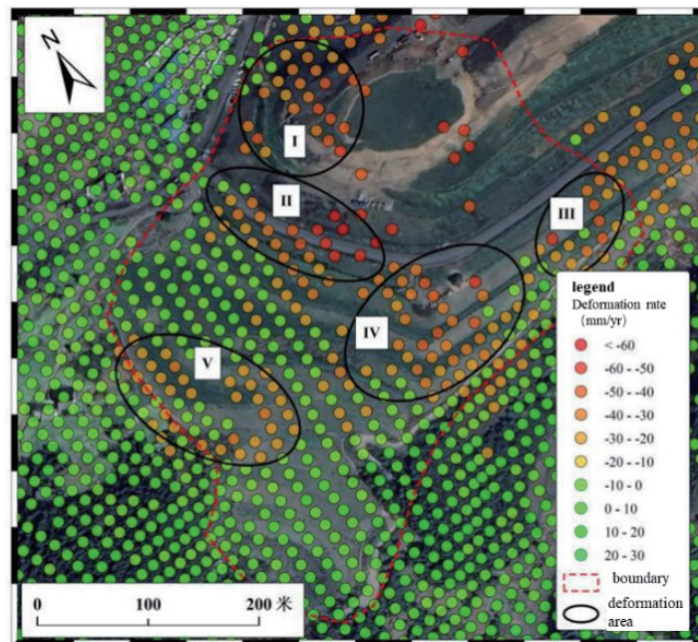 N
I
II
III
IV
V
legend
Deformation rate
(mm/yr)
< -60
-60 - -50
-50 - -40
-40 - -30
-30 - -20
-20 - -10
-10 - 0
0 - 10
10 - 20
20 - 30
boundary
deformation
area
0 100 200 米